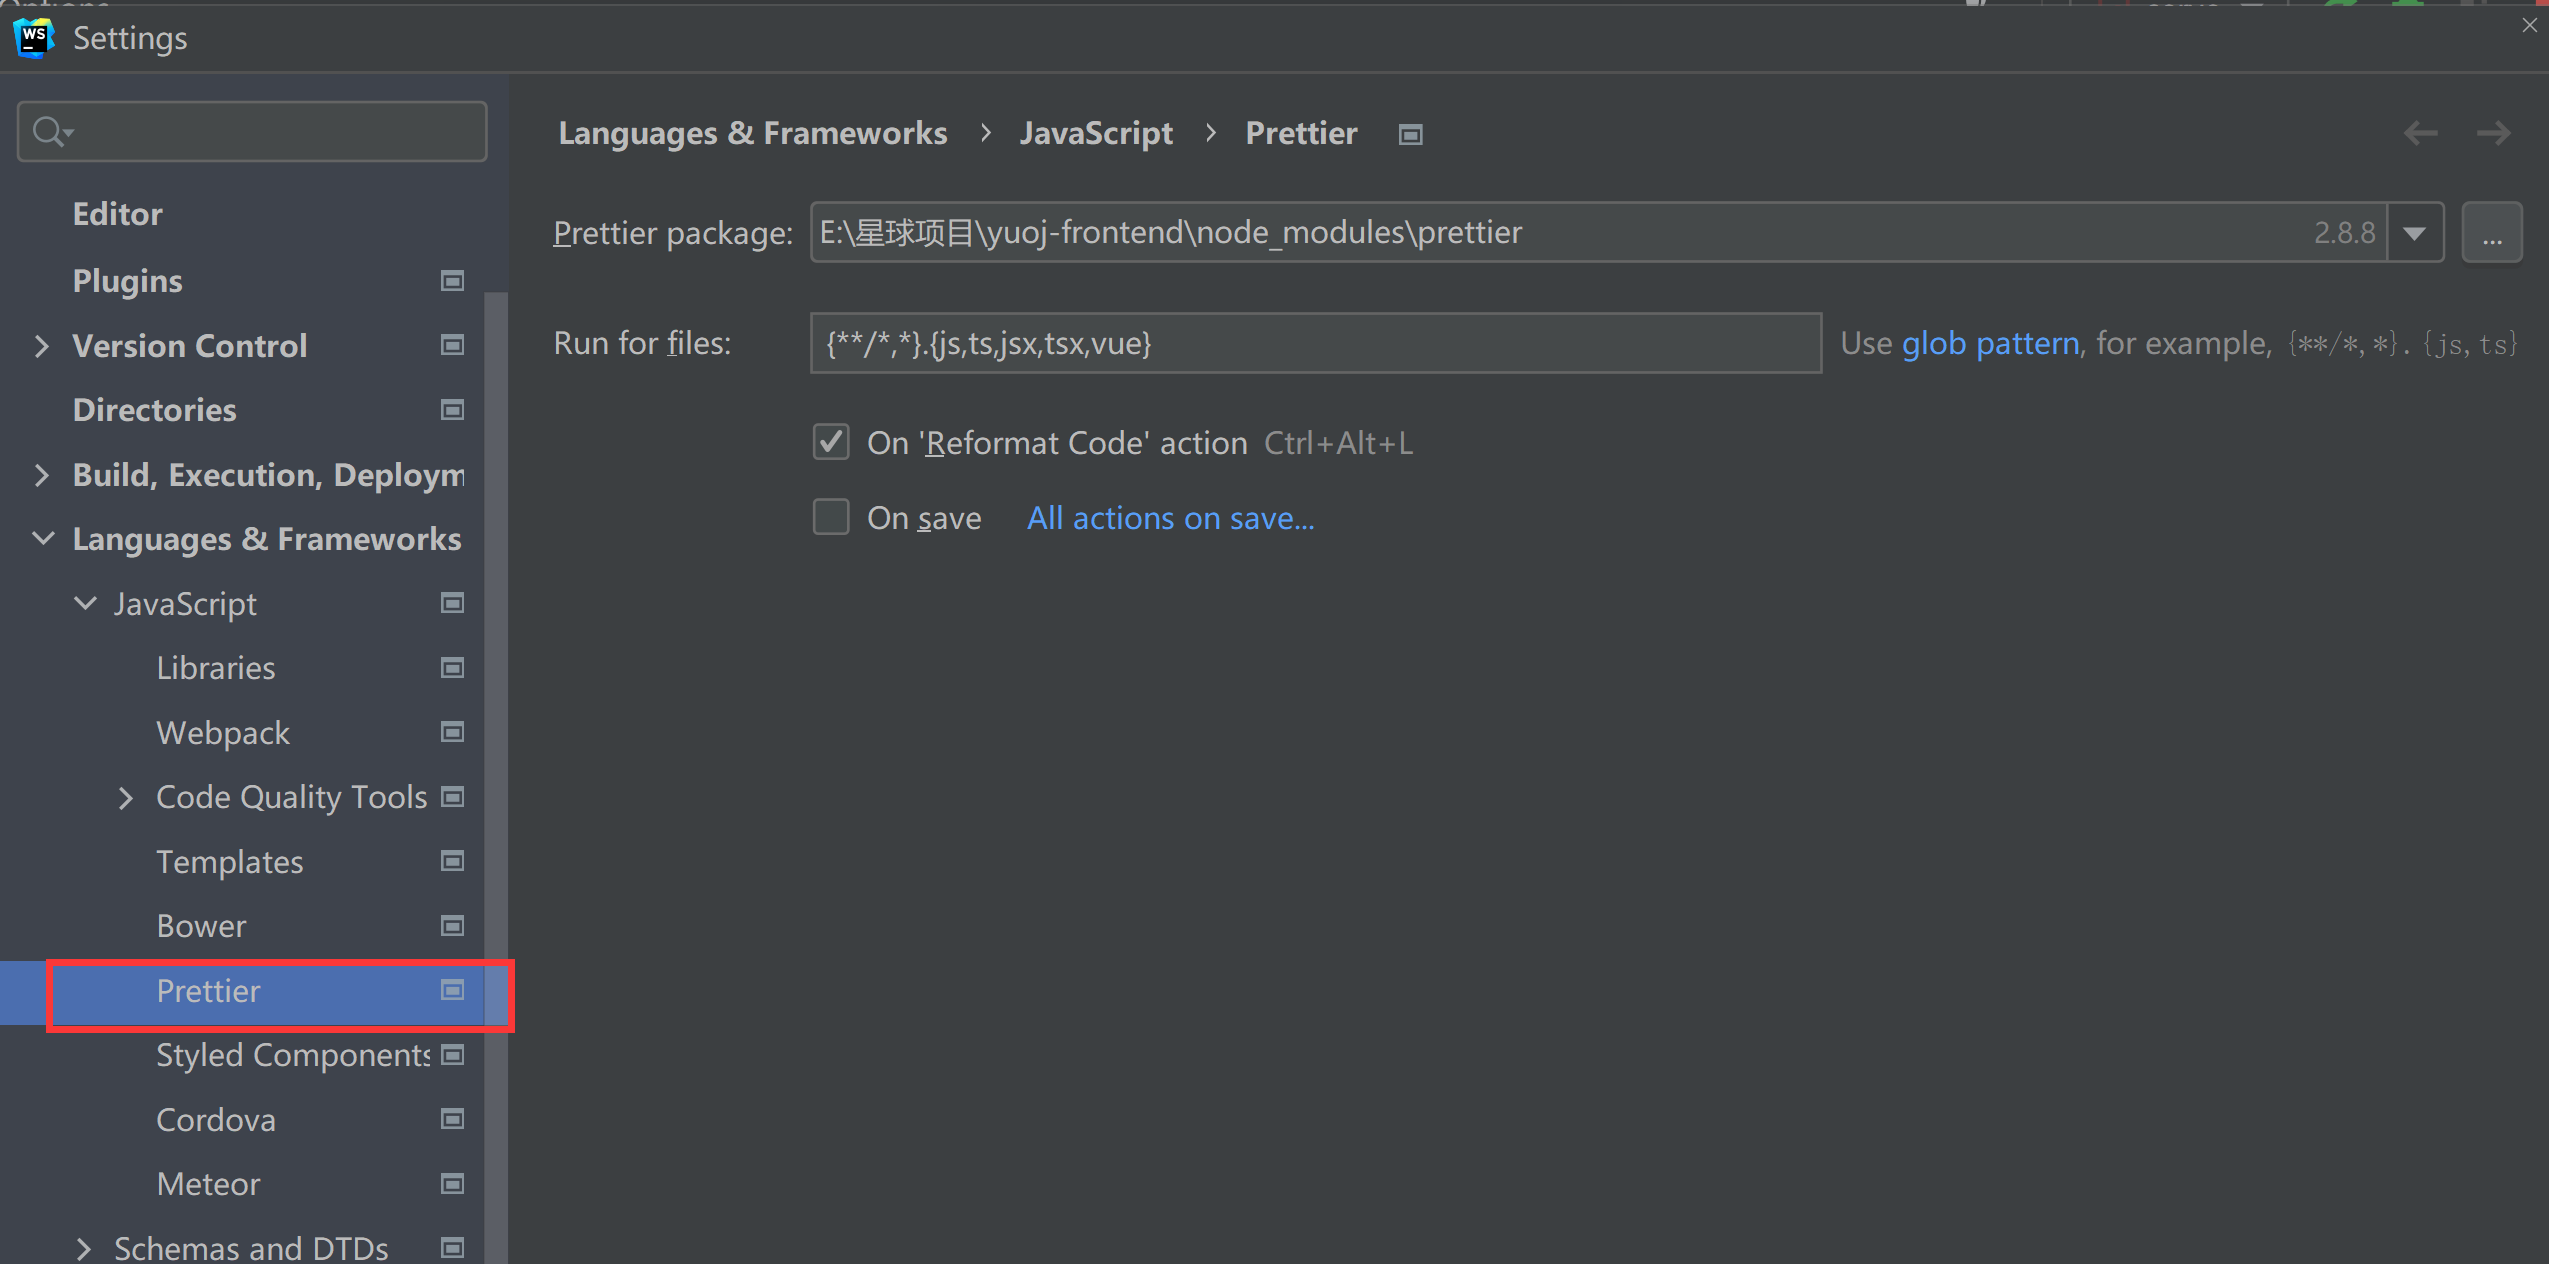 WS
Settings
Editor
Plugins
Version Control
Directories
Build, Execution, Deploym
Languages & Frameworks
JavaScript
Libraries
Webpack
Code Quality Tools
Templates
Bower
Prettier
Styled Components
Cordova
Meteor
Schemas and DTDs
Languages & Frameworks › JavaScript › Prettier
Prettier package: E:\星球项目\yuoj-frontend\node_modules\prettier 2.8.8 ...
Run for files: {**/*,*}.{js,ts,jsx,tsx,vue} Use glob pattern, for example, {**/*,*}.{js,ts}
On 'Reformat Code' action Ctrl+Alt+L
On save All actions on save...